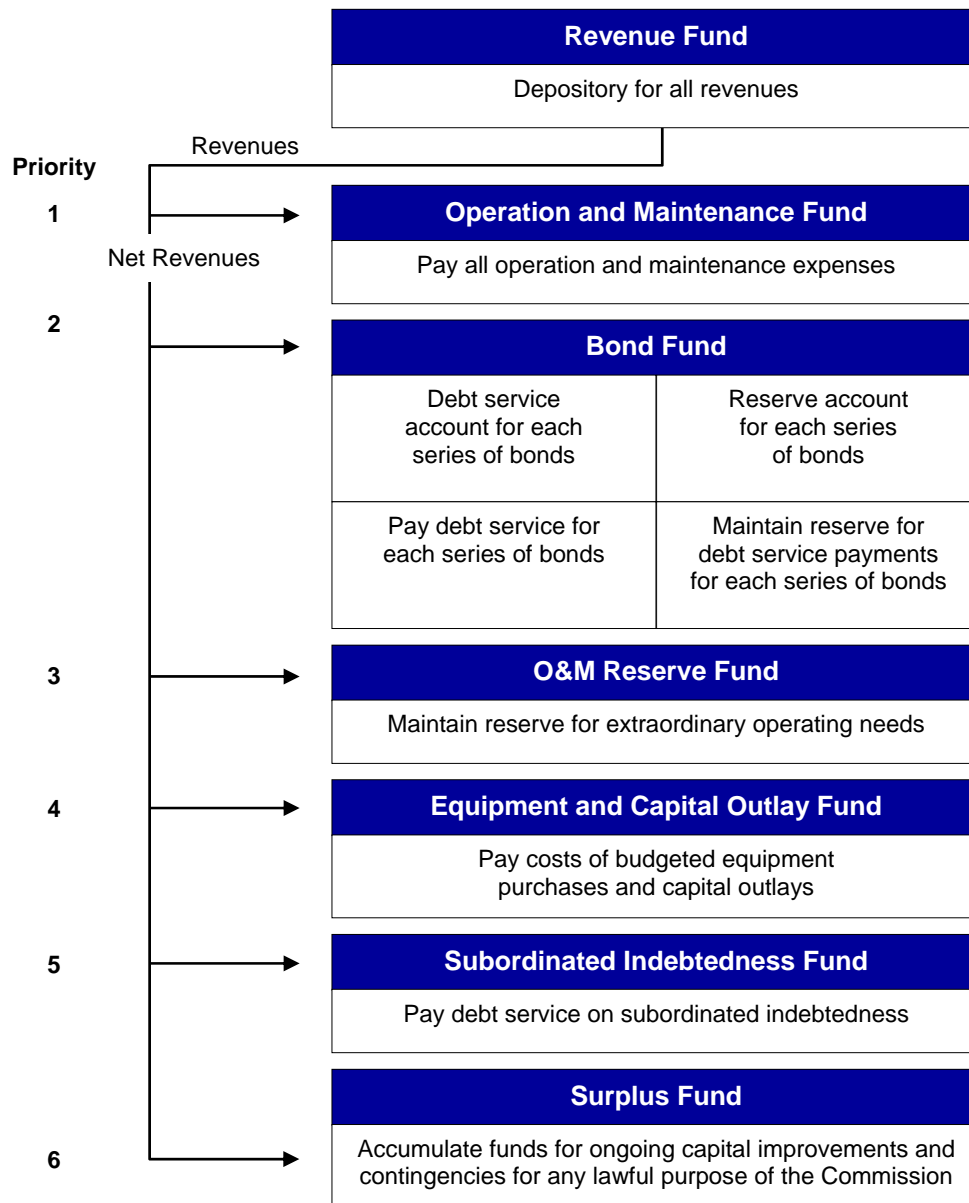 Revenue Fund
Depository for all revenues
Revenues
Priority
1
Operation and Maintenance Fund
Net Revenues
Pay all operation and maintenance expenses
2
Bond Fund
Debt service
account for each
series of bonds
Reserve account
for each series
of bonds
Pay debt service for
each series of bonds
Maintain reserve for
debt service payments
for each series of bonds
3
O&M Reserve Fund
Maintain reserve for extraordinary operating needs
4
Equipment and Capital Outlay Fund
Pay costs of budgeted equipment
purchases and capital outlays
5
Subordinated Indebtedness Fund
Pay debt service on subordinated indebtedness
Surplus Fund
6
Accumulate funds for ongoing capital improvements and
contingencies for any lawful purpose of the Commission